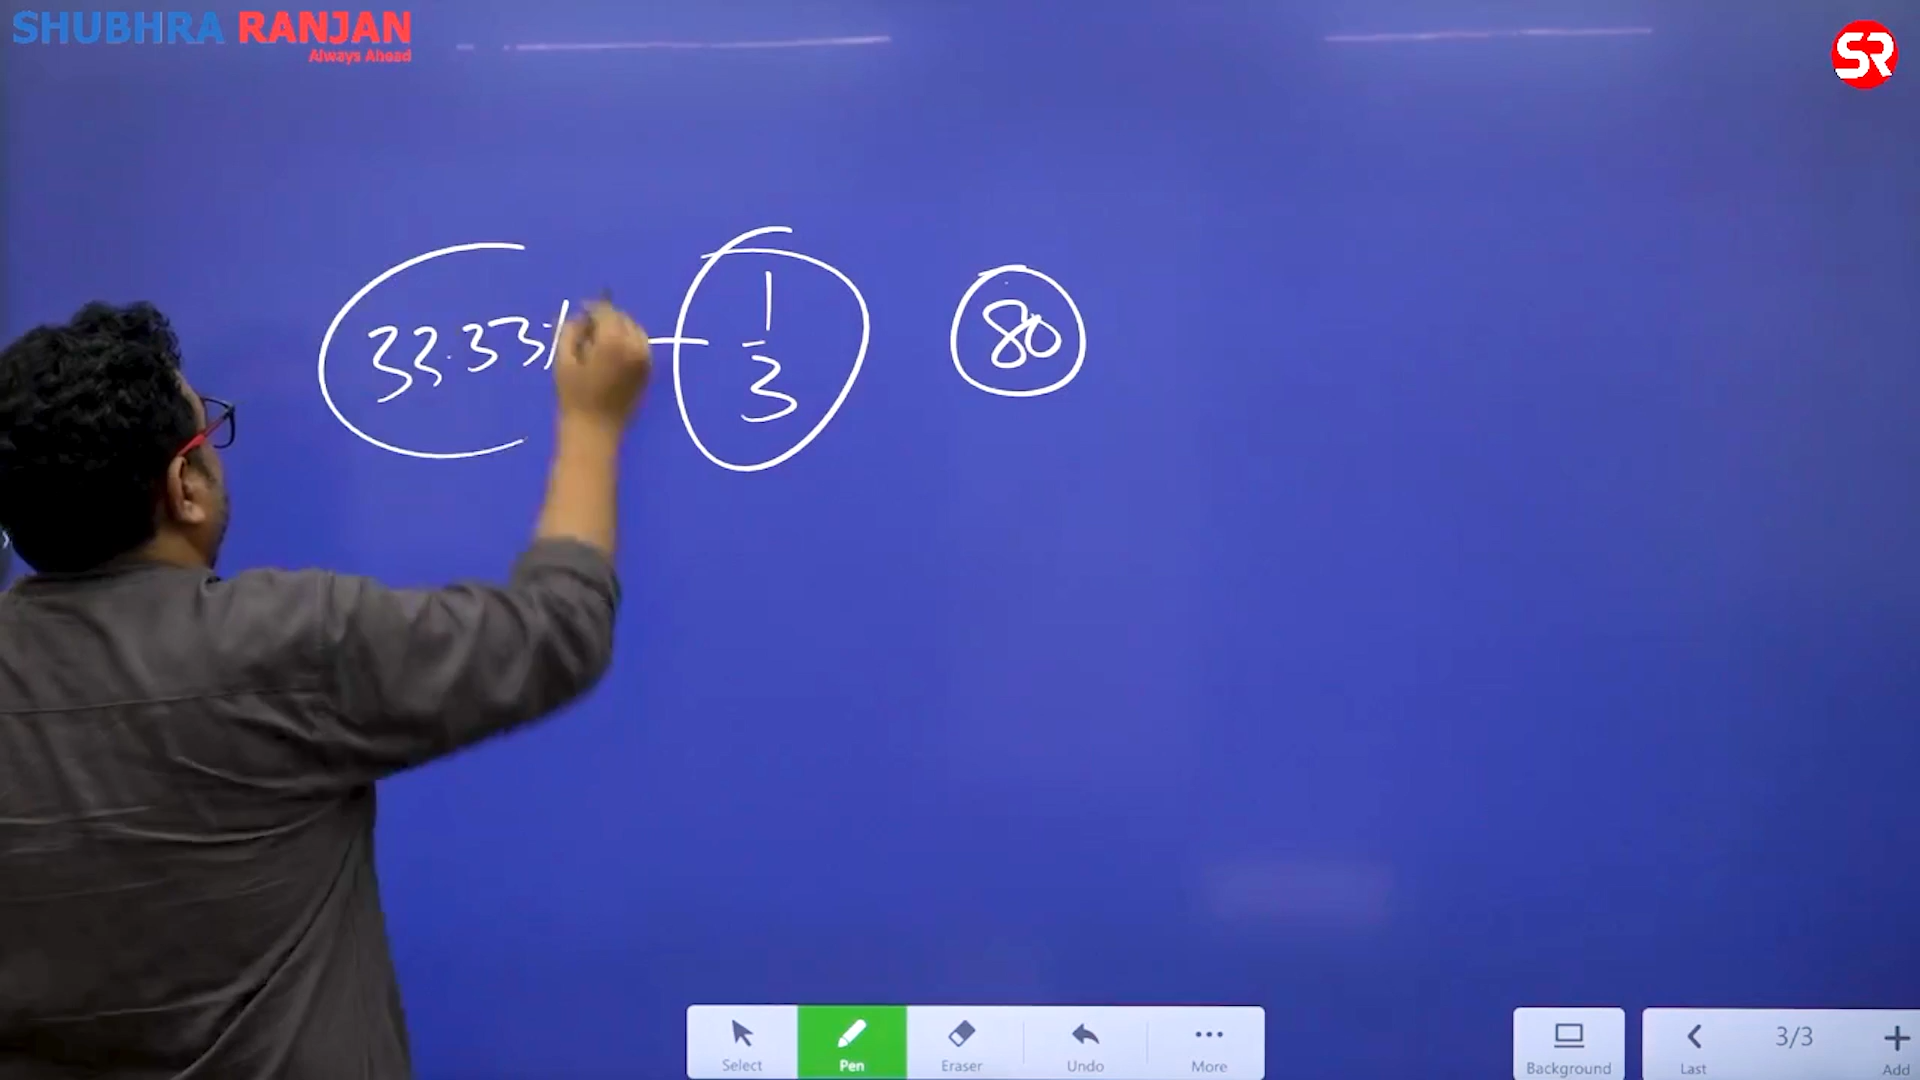 SHUBHRA RANJAN
Always Ahead
SR
33.33% — 1/3 80
Select Pen Eraser Undo More
Background Last 3/3 Add